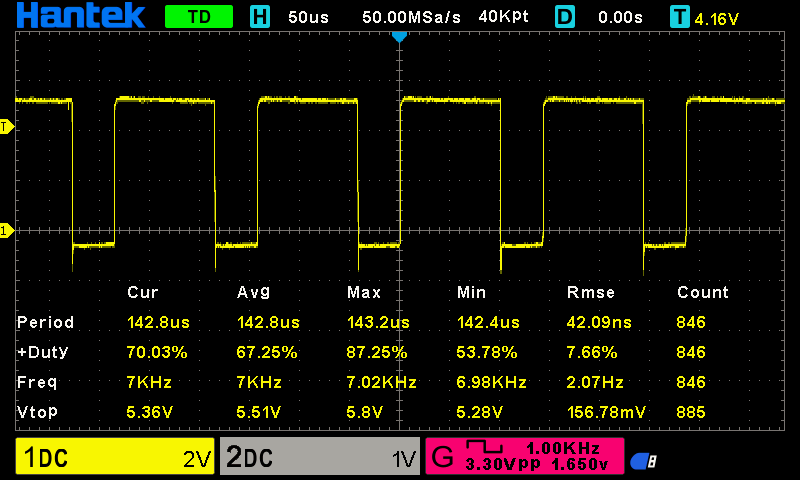 Hantek TD H 50us 50.00MSa/s 40Kpt D 0.00s T 4.16V
T
1
Cur Avg Max Min Rmse Count
Period 142.8us 142.8us 143.2us 142.4us 42.09ns 846
+Duty 70.03% 67.25% 87.25% 53.78% 7.66% 846
Freq 7KHz 7KHz 7.02KHz 6.98KHz 2.07Hz 846
Vtop 5.36V 5.51V 5.8V 5.28V 156.78mV 885
1DC 2V 2DC 1V G 1.00KHz
3.30Vpp 1.650v